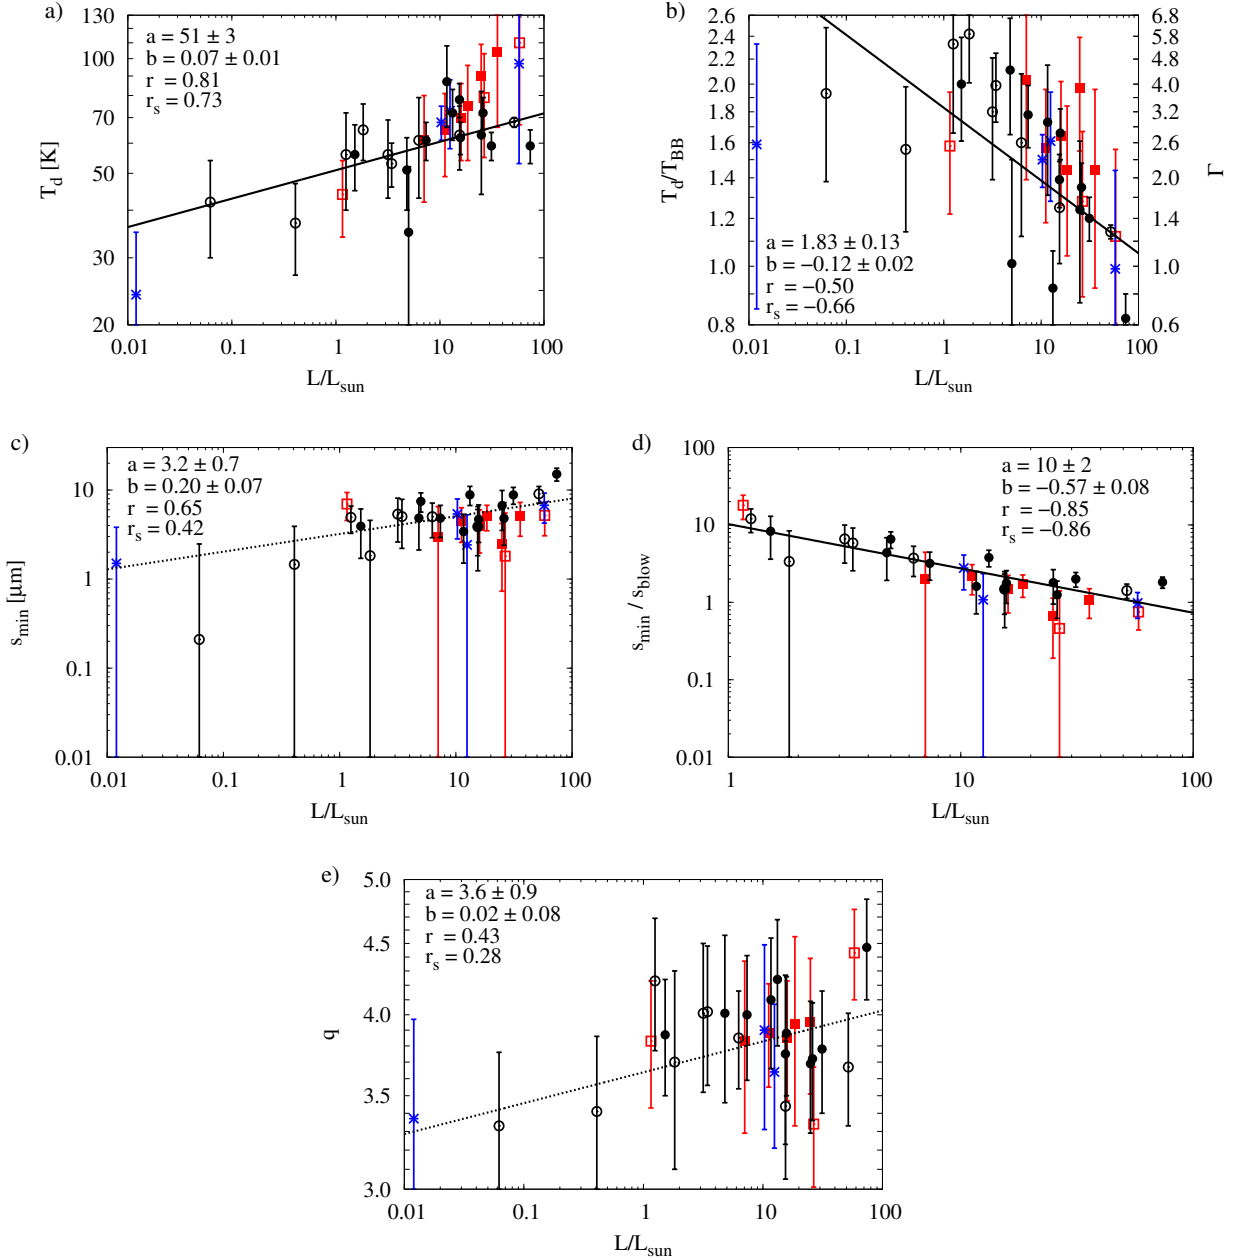 a)
130
100
70
50
30
20
T_d [K]
a = 51 ± 3
b = 0.07 ± 0.01
r = 0.81
r_s = 0.73
0.01 0.1 1 10 100
L/L_sun
b)
2.6
2.4
2.2
2.0
1.8
1.6
1.4
1.2
1.0
0.8
T_d/T_BB
6.8
5.8
4.8
4.0
3.2
2.6
2.0
1.4
1.0
0.6
Γ
a = 1.83 ± 0.13
b = −0.12 ± 0.02
r = −0.50
r_s = −0.66
0.01 0.1 1 10 100
L/L_sun
c)
10
1
0.1
0.01
s_min [μm]
a = 3.2 ± 0.7
b = 0.20 ± 0.07
r = 0.65
r_s = 0.42
0.01 0.1 1 10 100
L/L_sun
d)
100
10
1
0.1
0.01
s_min / s_blow
a = 10 ± 2
b = −0.57 ± 0.08
r = −0.85
r_s = −0.86
1 10 100
L/L_sun
e)
5.0
4.5
4.0
3.5
3.0
q
a = 3.6 ± 0.9
b = 0.02 ± 0.08
r = 0.43
r_s = 0.28
0.01 0.1 1 10 100
L/L_sun